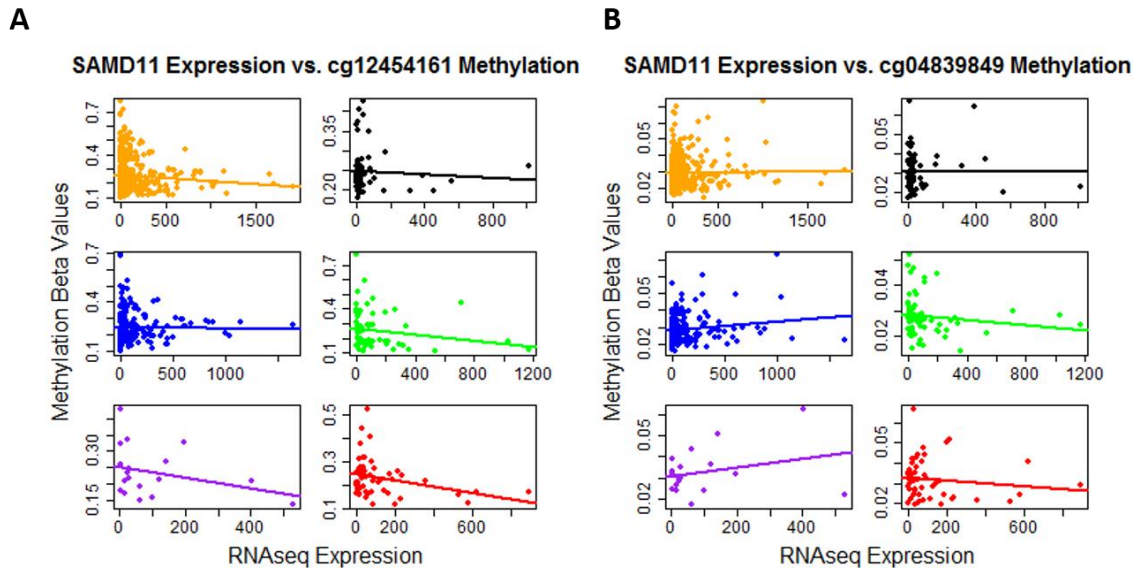 A
B
SAMD11 Expression vs. cg12454161 Methylation
SAMD11 Expression vs. cg04839849 Methylation
Methylation Beta Values
0.1 0.4 0.7
0 500 1500
0.20 0.35
0 400 800
0.1 0.4 0.7
0 500 1000
0.1 0.3 0.5 0.7
0 400 800 1200
0.15 0.30
0 200 400
0.1 0.3 0.5
0 200 600
RNAseq Expression
Methylation Beta Values
0.02 0.05
0 500 1500
0.02 0.05
0 400 800
0.02 0.05
0 500 1000
0.02 0.04
0 400 800 1200
0.02 0.05
0 200 400
0.02 0.05
0 200 600
RNAseq Expression